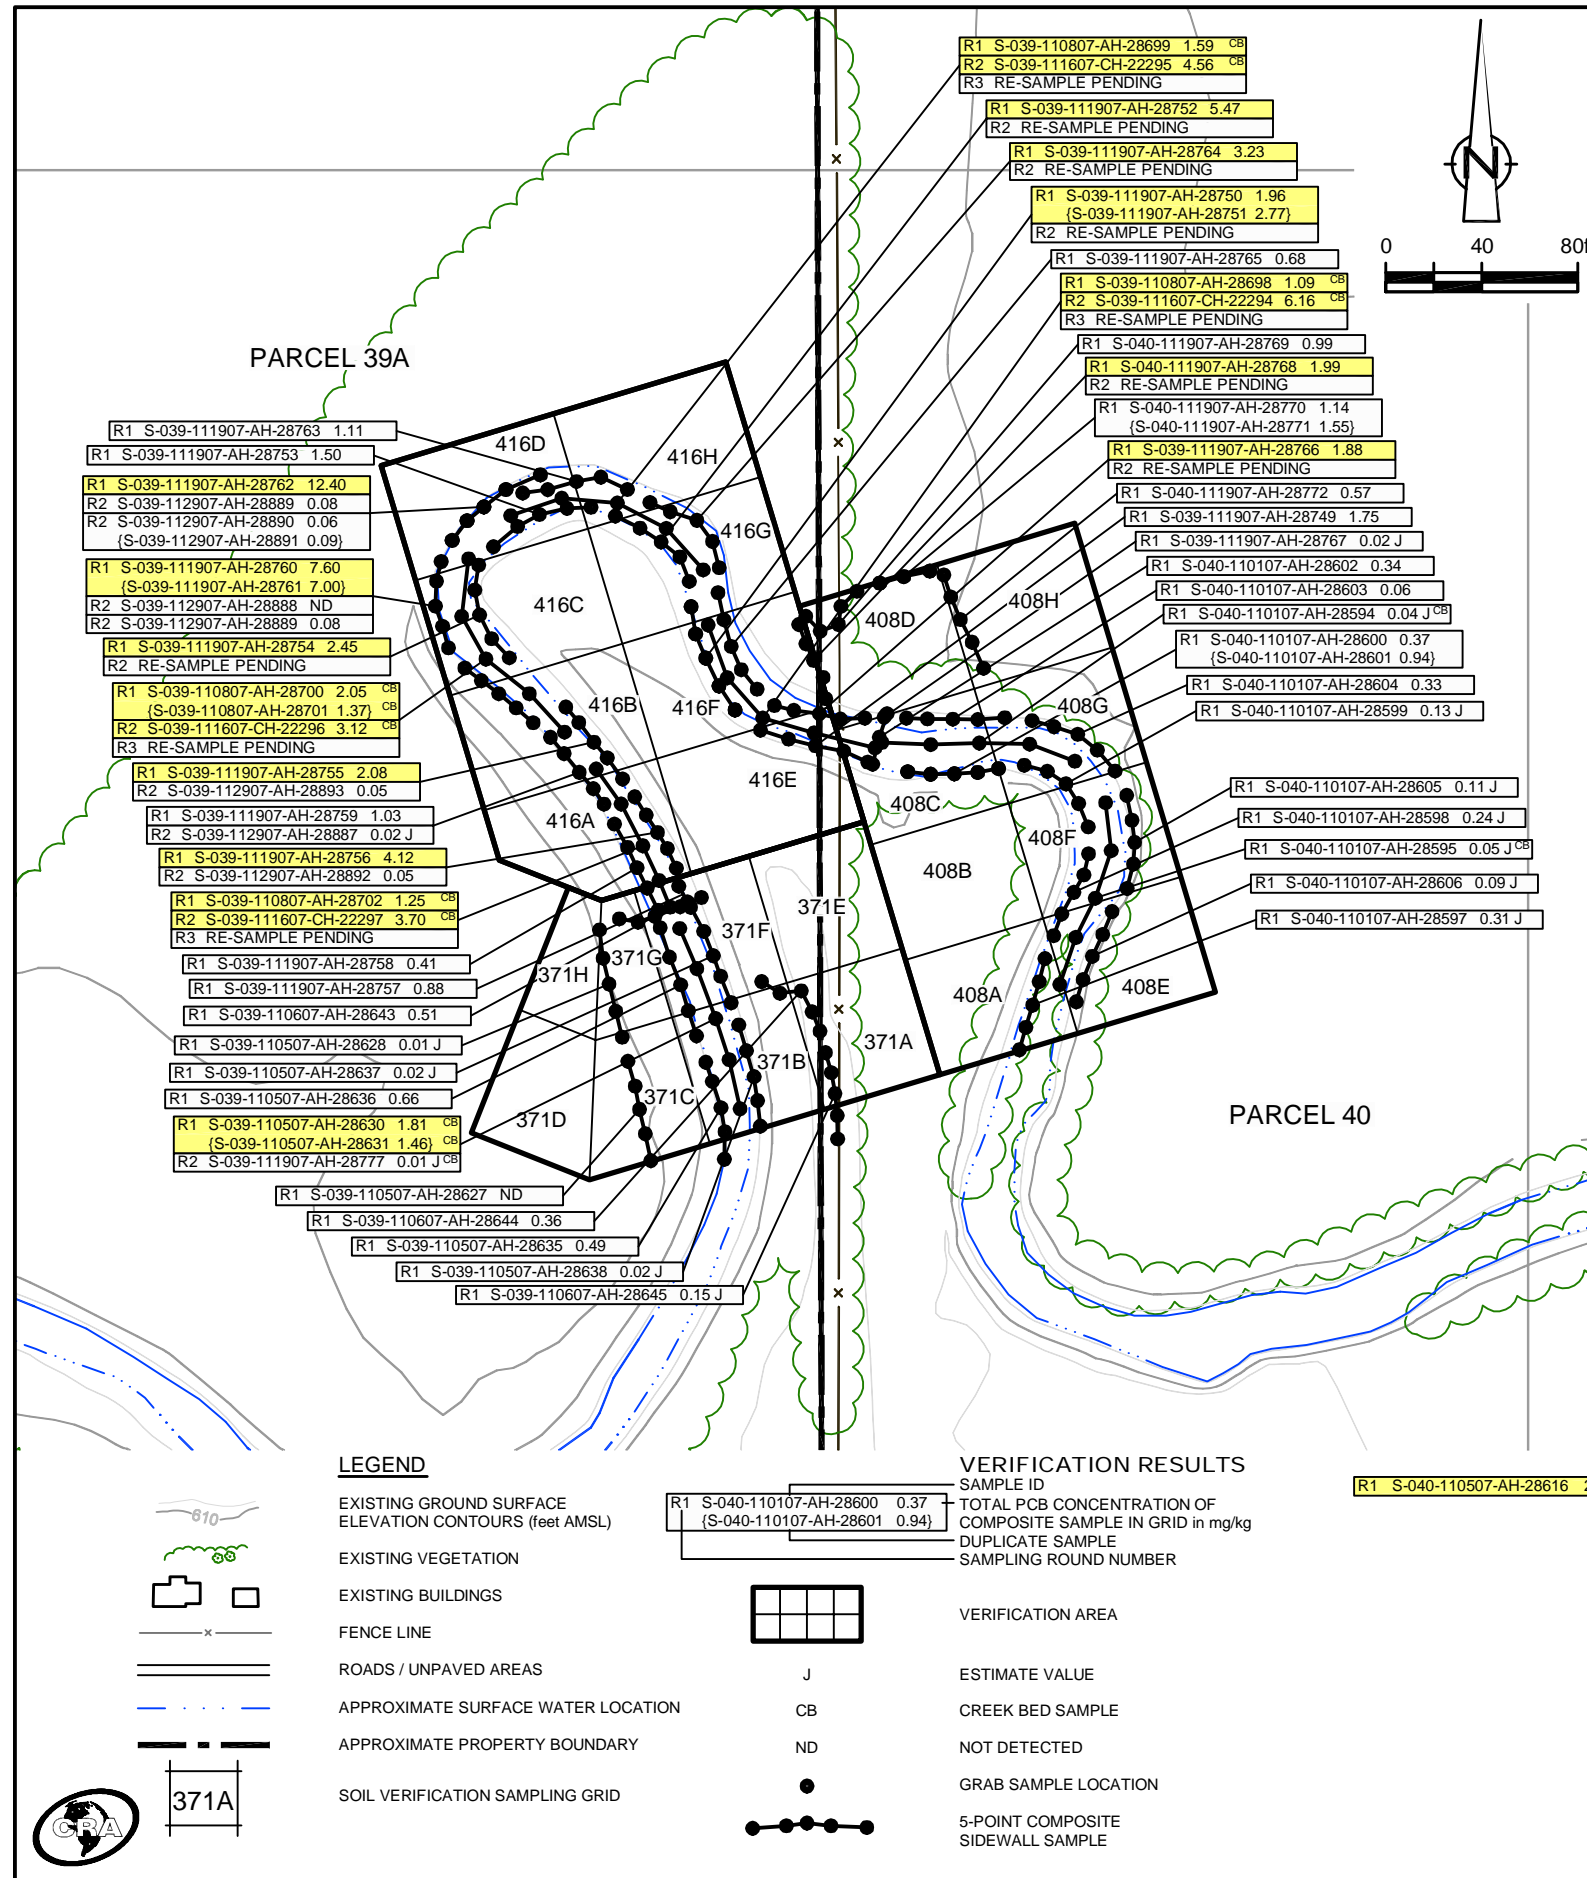 R1 S-039-110807-AH-28699 1.59 CB
R2 S-039-111607-CH-22295 4.56 CB
R3 RE-SAMPLE PENDING
R1 S-039-111907-AH-28752 5.47
R2 RE-SAMPLE PENDING
R1 S-039-111907-AH-28764 3.23
R2 RE-SAMPLE PENDING
R1 S-039-111907-AH-28750 1.96
{S-039-111907-AH-28751 2.77}
R2 RE-SAMPLE PENDING
R1 S-039-111907-AH-28765 0.68
R1 S-039-110807-AH-28698 1.09 CB
R2 S-039-111607-CH-22294 6.16 CB
R3 RE-SAMPLE PENDING
R1 S-040-111907-AH-28769 0.99
R1 S-040-111907-AH-28768 1.99
R2 RE-SAMPLE PENDING
R1 S-040-111907-AH-28770 1.14
{S-040-111907-AH-28771 1.55}
R1 S-039-111907-AH-28766 1.88
R2 RE-SAMPLE PENDING
R1 S-040-111907-AH-28772 0.57
R1 S-039-111907-AH-28749 1.75
R1 S-039-111907-AH-28767 0.02 J
R1 S-040-110107-AH-28602 0.34
R1 S-040-110107-AH-28603 0.06
R1 S-040-110107-AH-28594 0.04 J CB
R1 S-040-110107-AH-28600 0.37
{S-040-110107-AH-28601 0.94}
R1 S-040-110107-AH-28604 0.33
R1 S-040-110107-AH-28599 0.13 J
R1 S-040-110107-AH-28605 0.11 J
R1 S-040-110107-AH-28598 0.24 J
R1 S-040-110107-AH-28595 0.05 J CB
R1 S-040-110107-AH-28606 0.09 J
R1 S-040-110107-AH-28597 0.31 J
N
0 40 80f
PARCEL 39A
R1 S-039-111907-AH-28763 1.11
R1 S-039-111907-AH-28753 1.50
R1 S-039-111907-AH-28762 12.40
R2 S-039-112907-AH-28889 0.08
R2 S-039-112907-AH-28890 0.06
{S-039-112907-AH-28891 0.09}
R1 S-039-111907-AH-28760 7.60
{S-039-111907-AH-28761 7.00}
R2 S-039-112907-AH-28888 ND
R2 S-039-112907-AH-28889 0.08
R1 S-039-111907-AH-28754 2.45
R2 RE-SAMPLE PENDING
R1 S-039-110807-AH-28700 2.05 CB
{S-039-110807-AH-28701 1.37} CB
R2 S-039-111607-CH-22296 3.12 CB
R3 RE-SAMPLE PENDING
R1 S-039-111907-AH-28755 2.08
R2 S-039-112907-AH-28893 0.05
R1 S-039-111907-AH-28759 1.03
R2 S-039-112907-AH-28887 0.02 J
R1 S-039-111907-AH-28756 4.12
R2 S-039-112907-AH-28892 0.05
R1 S-039-110807-AH-28702 1.25 CB
R2 S-039-111607-CH-22297 3.70 CB
R3 RE-SAMPLE PENDING
R1 S-039-111907-AH-28758 0.41
R1 S-039-111907-AH-28757 0.88
R1 S-039-110607-AH-28643 0.51
R1 S-039-110507-AH-28628 0.01 J
R1 S-039-110507-AH-28637 0.02 J
R1 S-039-110507-AH-28636 0.66
R1 S-039-110507-AH-28630 1.81 CB
{S-039-110507-AH-28631 1.46} CB
R2 S-039-111907-AH-28777 0.01 J CB
R1 S-039-110507-AH-28627 ND
R1 S-039-110607-AH-28644 0.36
R1 S-039-110507-AH-28635 0.49
R1 S-039-110507-AH-28638 0.02 J
R1 S-039-110607-AH-28645 0.15 J
416D
416H
416G
416C
416B
416F
416E
416A
408D
408H
408G
408C
408F
408B
408A
408E
371E
371F
371G
371H
371A
371B
371C
371D
PARCEL 40
LEGEND
610
EXISTING GROUND SURFACE
ELEVATION CONTOURS (feet AMSL)
EXISTING VEGETATION
EXISTING BUILDINGS
FENCE LINE
ROADS / UNPAVED AREAS
APPROXIMATE SURFACE WATER LOCATION
APPROXIMATE PROPERTY BOUNDARY
371A
SOIL VERIFICATION SAMPLING GRID
CRA
VERIFICATION RESULTS
R1 S-040-110107-AH-28600 0.37
{S-040-110107-AH-28601 0.94}
SAMPLE ID
TOTAL PCB CONCENTRATION OF
COMPOSITE SAMPLE IN GRID in mg/kg
DUPLICATE SAMPLE
SAMPLING ROUND NUMBER
R1 S-040-110507-AH-28616
VERIFICATION AREA
J ESTIMATE VALUE
CB CREEK BED SAMPLE
ND NOT DETECTED
GRAB SAMPLE LOCATION
5-POINT COMPOSITE
SIDEWALL SAMPLE